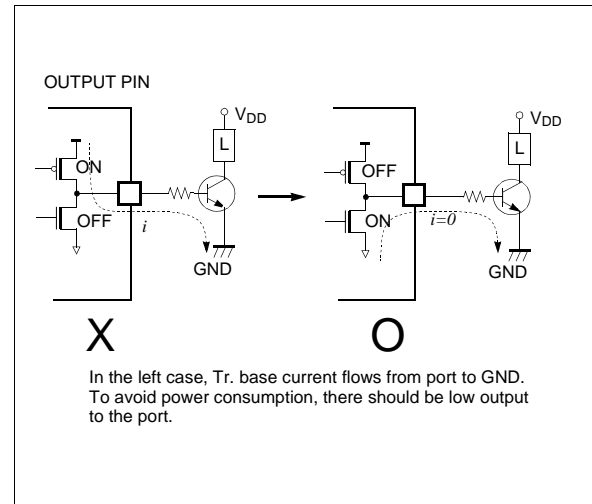 OUTPUT PIN
VDD
L
ON
OFF
i
GND
X
VDD
L
OFF
ON
i=0
GND
O
In the left case, Tr. base current flows from port to GND.
To avoid power consumption, there should be low output
to the port.